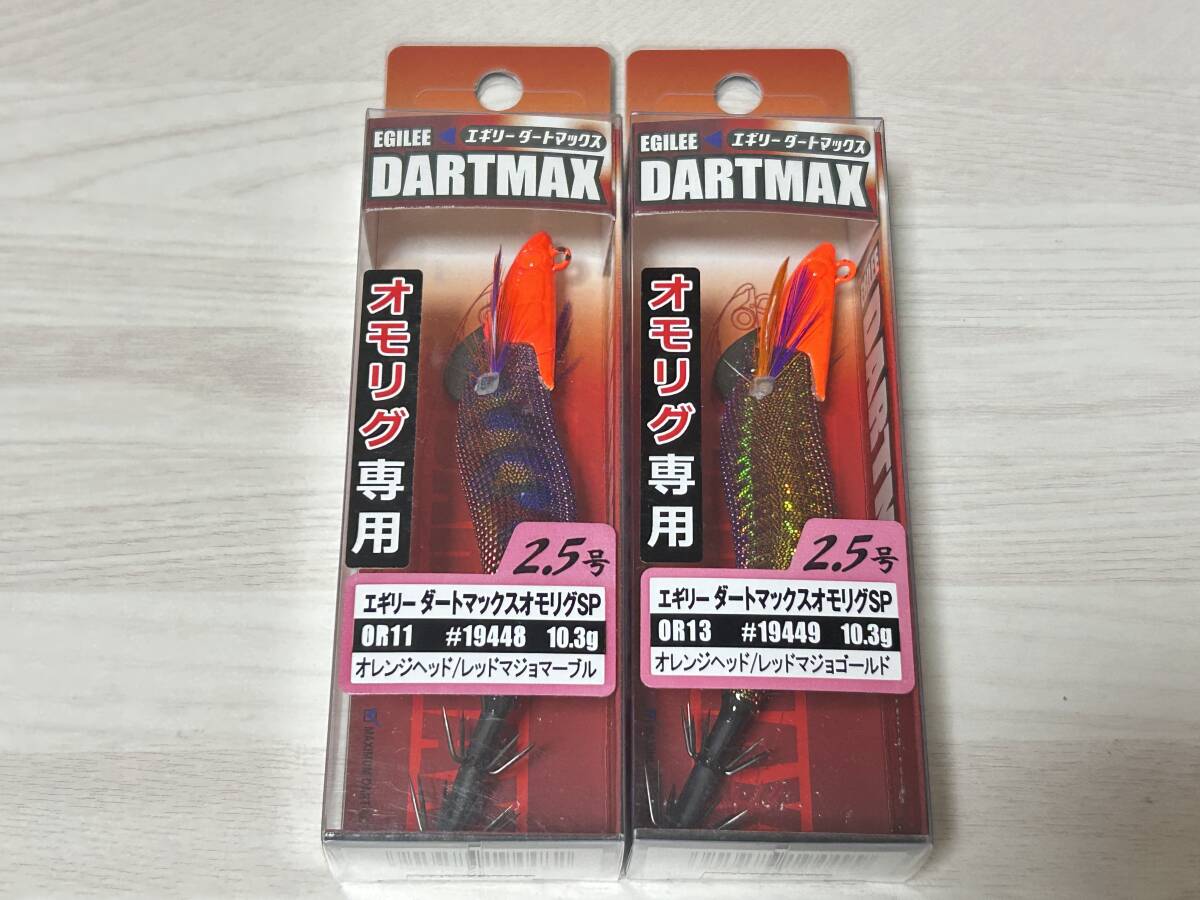 EGILEE エギリーダートマックス
DARTMAX
オモリグ専用
2.5号
エギリー ダートマックスオモリグSP
OR11 #19448 10.3g
オレンジヘッド/レッドマジョマーブル
EGILEE エギリーダートマックス
DARTMAX
オモリグ専用
2.5号
エギリー ダートマックスオモリグSP
OR13 #19449 10.3g
オレンジヘッド/レッドマジョゴールド